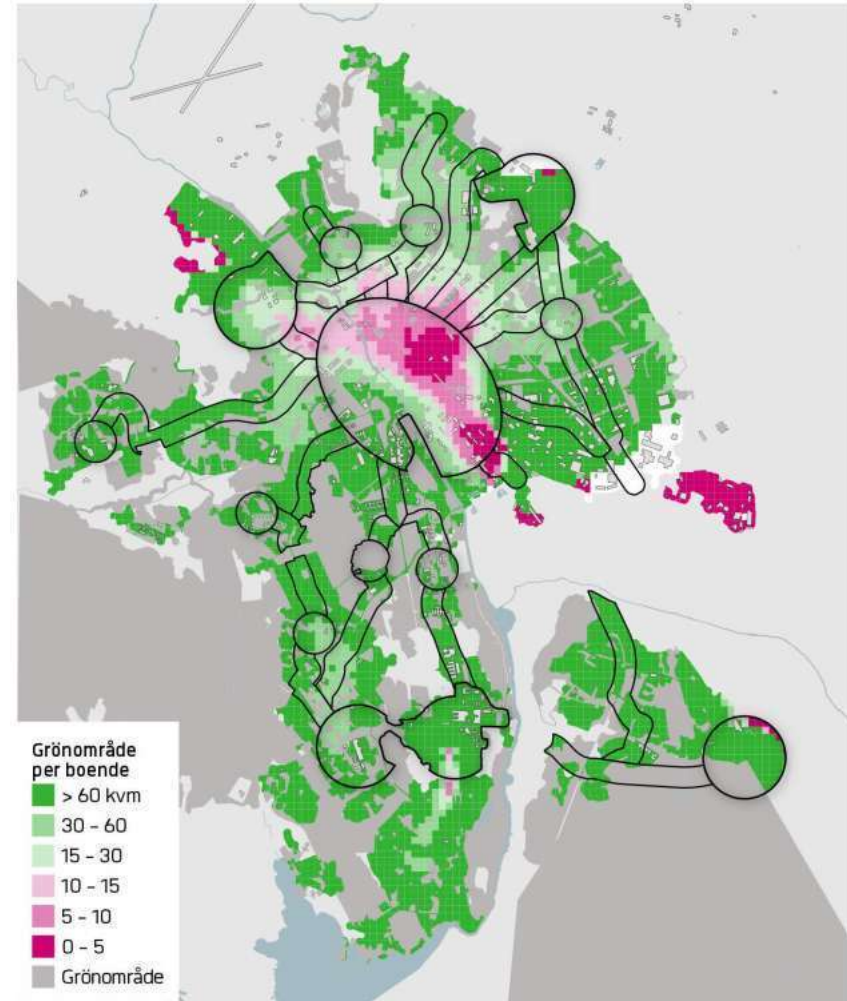 Grönområde
per boende
> 60 kvm
30 - 60
15 - 30
10 - 15
5 - 10
0 - 5
Grönområde